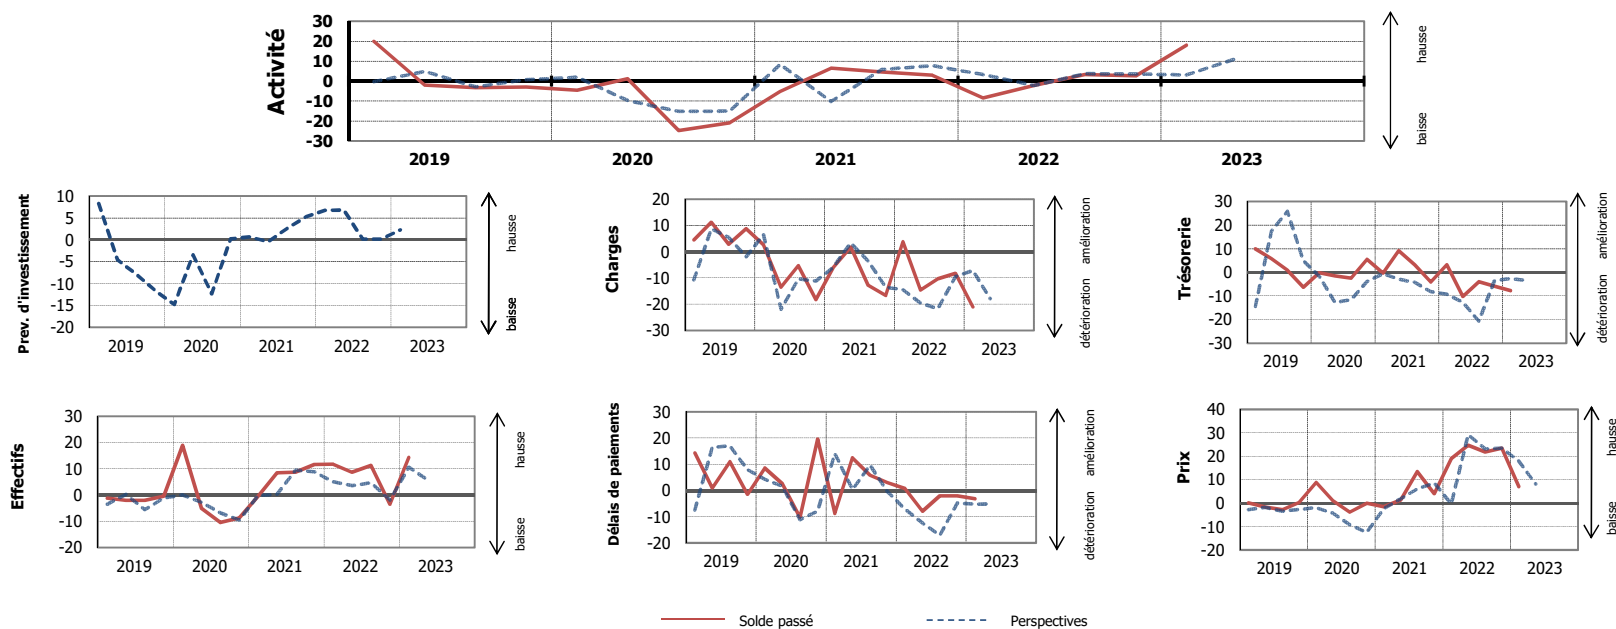 Activité
30
20
10
0
-10
-20
-30
2019 2020 2021 2022 2023
hausse
baisse
Prev. d'investissement
10
5
0
-5
-10
-15
-20
2019 2020 2021 2022 2023
hausse
baisse
Charges
20
10
0
-10
-20
-30
2019 2020 2021 2022 2023
amélioration
détérioration
Trésorerie
30
20
10
0
-10
-20
-30
2019 2020 2021 2022 2023
amélioration
détérioration
Effectifs
30
20
10
0
-10
-20
2019 2020 2021 2022 2023
hausse
baisse
Délais de paiements
30
20
10
0
-10
-20
2019 2020 2021 2022 2023
amélioration
détérioration
Prix
40
30
20
10
0
-10
-20
2019 2020 2021 2022 2023
hausse
baisse
Solde passé Perspectives